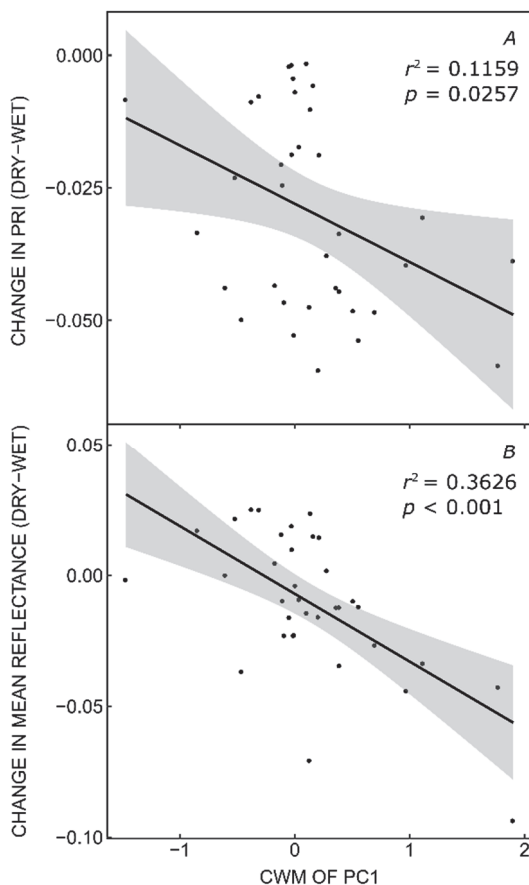 A
r² = 0.1159
p = 0.0257
0.000
−0.025
−0.050
CHANGE IN PRI (DRY−WET)
B
r² = 0.3626
p < 0.001
0.05
0.00
−0.05
−0.10
CHANGE IN MEAN REFLECTANCE (DRY−WET)
−1 0 1 2
CWM OF PC1